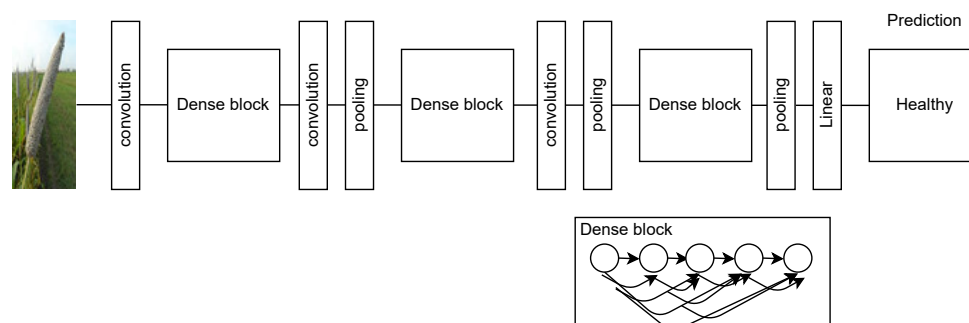 Prediction
convolution
Dense block
convolution
pooling
Dense block
convolution
pooling
Dense block
pooling
Linear
Healthy
Dense block